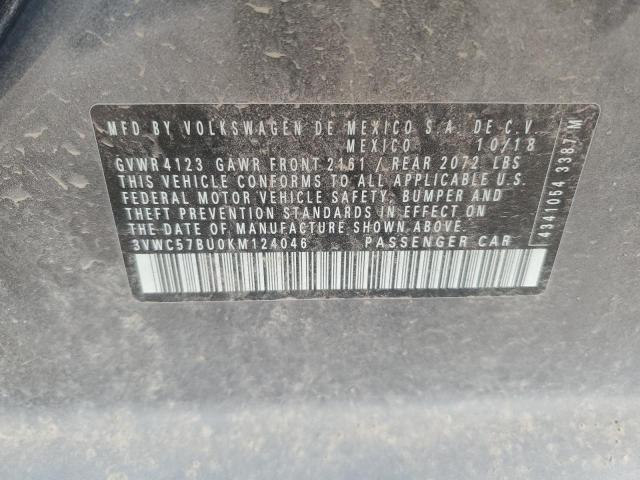 MFD BY VOLKSWAGEN DE MEXICO S.A. DE C.V.
MEXICO 10/18
GVWR 4123 GAWR FRONT 2161 / REAR 2072 LBS
THIS VEHICLE CONFORMS TO ALL APPLICABLE U.S.
FEDERAL MOTOR VEHICLE SAFETY, BUMPER AND
THEFT PREVENTION STANDARDS IN EFFECT ON
THE DATE OF MANUFACTURE SHOWN ABOVE.
3VWC57BU0KM124046 PASSENGER CAR
4341054 3387 M